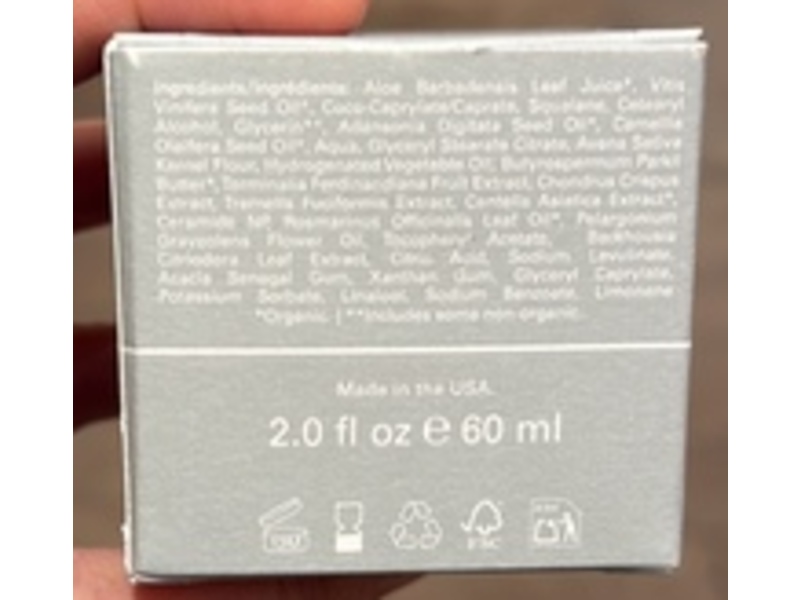 Ingredients/Ingrédients: Aloe Barbadensis Leaf Juice*, Vitis
Vinifera Seed Oil*, Coco-Caprylate/Caprate, Squalane, Cetearyl
Alcohol, Glycerin**, Adansonia Digitata Seed Oil*, Camellia
Oleifera Seed Oil*, Aqua, Glyceryl Stearate Citrate, Avena Sativa
Kernel Flour, Hydrogenated Vegetable Oil, Butyrospermum Parkii
Butter*, Terminalia Ferdinandiana Fruit Extract, Chondrus Crispus
Extract, Tremella Fuciformis Extract, Centella Asiatica Extract*,
Ceramide NP, Rosmarinus Officinalis Leaf Oil*, Pelargonium
Graveolens Flower Oil, Tocopheryl Acetate, Backhousia
Citriodora Leaf Extract, Citric Acid, Sodium Levulinate,
Acacia Senegal Gum, Xanthan Gum, Glyceryl Caprylate,
Potassium Sorbate, Linalool, Sodium Benzoate, Limonene
*Organic. | **Includes some non-organic.
Made in the USA.
2.0 fl oz ℮ 60 ml
FSC